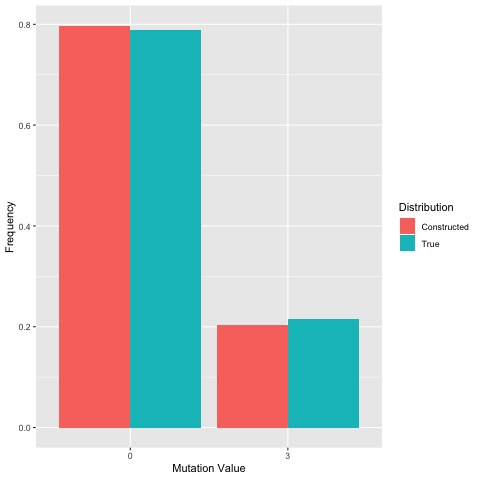 0.8
0.6
0.4
0.2
0.0
Frequency
0 3
Mutation Value
Distribution
Constructed
True